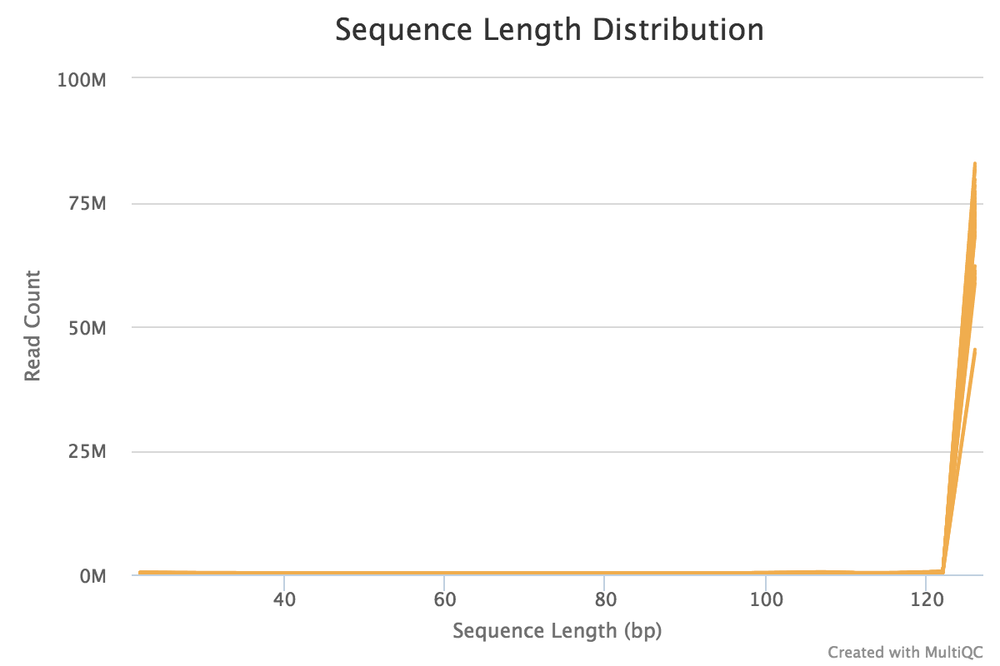 Sequence Length Distribution
100M
75M
50M
25M
0M
Read Count
40 60 80 100 120
Sequence Length (bp)
Created with MultiQC